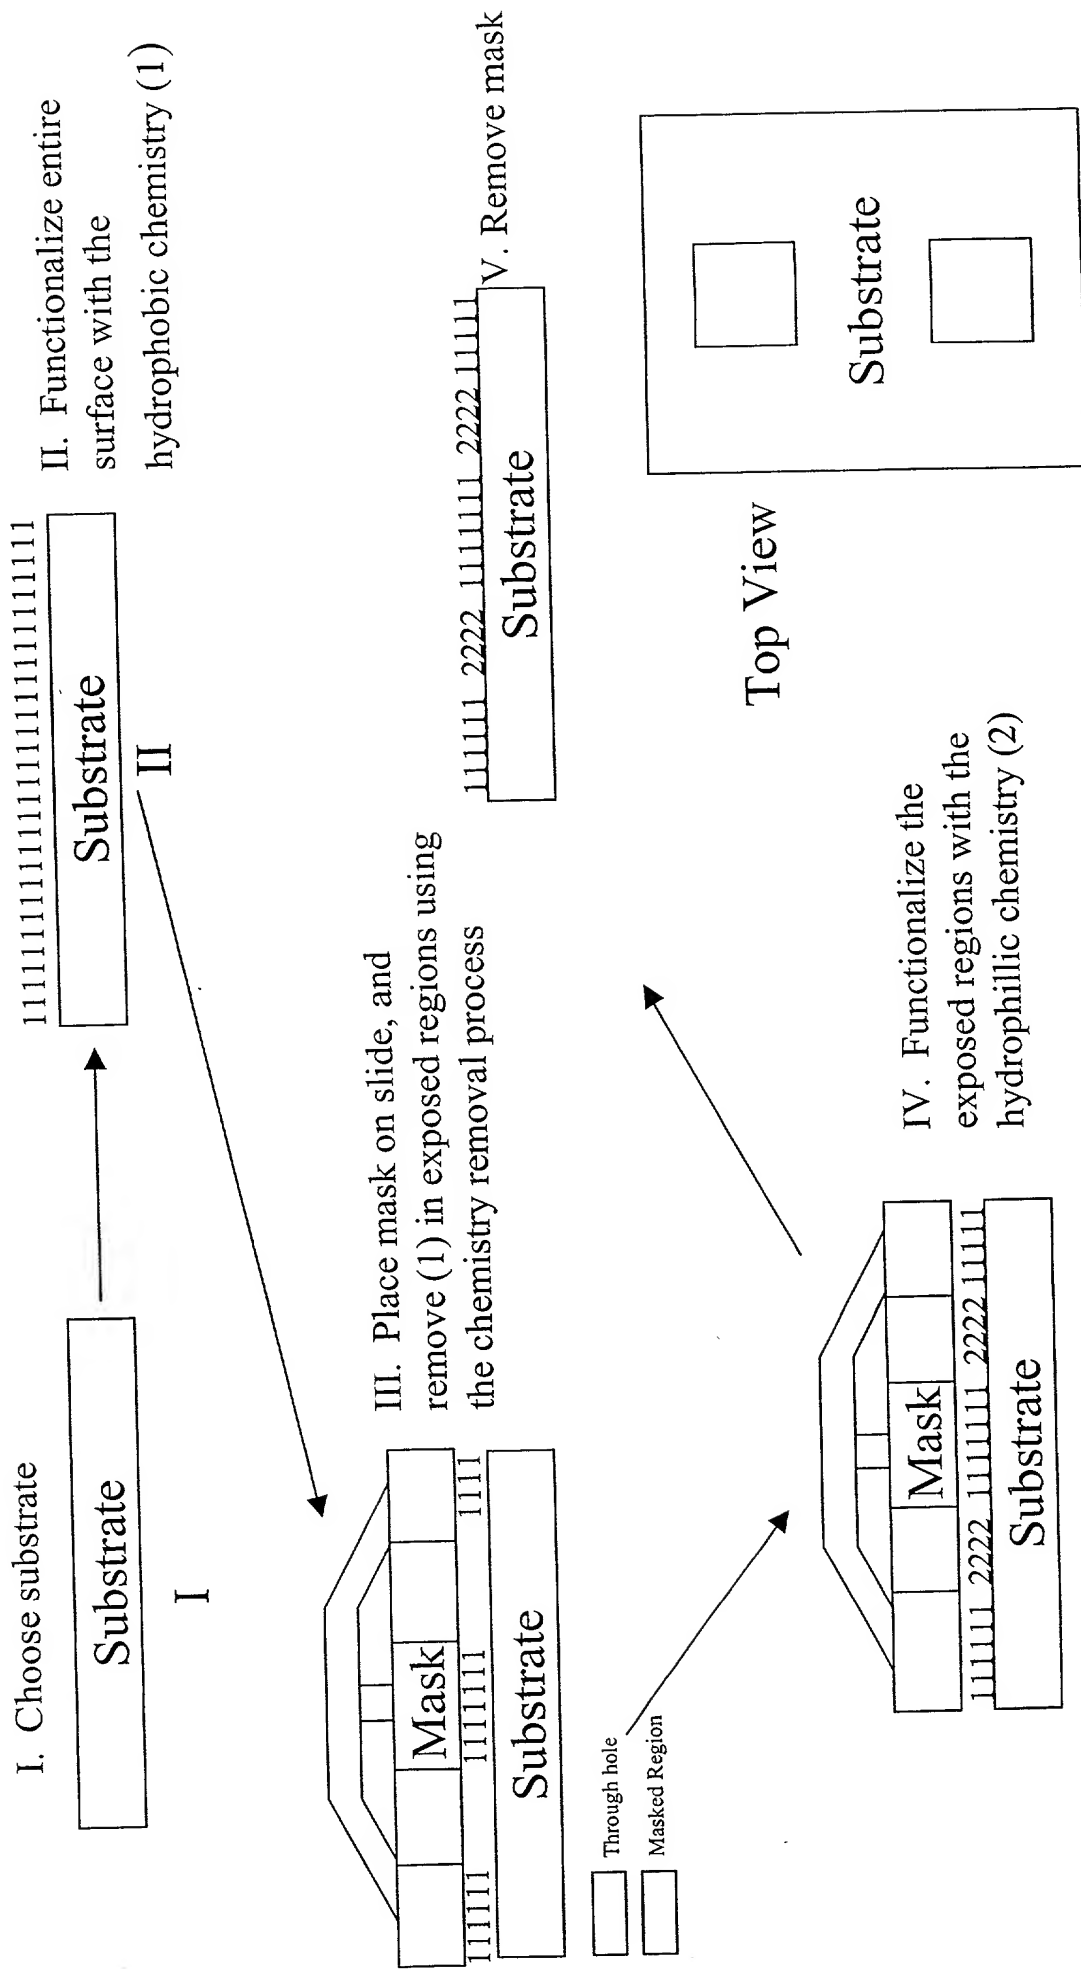 I. Choose substrate
Substrate
I
11111111111111111111111111111
Substrate
II
II. Functionalize entire
surface with the
hydrophobic chemistry (1)
III. Place mask on slide, and
remove (1) in exposed regions using
the chemistry removal process
Mask
111111 1111111 1111
Substrate
Through hole
Masked Region
IV. Functionalize the
exposed regions with the
hydrophillic chemistry (2)
Mask
111111 2222 1111111 2222 11111
Substrate
V. Remove mask
111111 2222 1111111 2222 11111
Substrate
Top View
Substrate